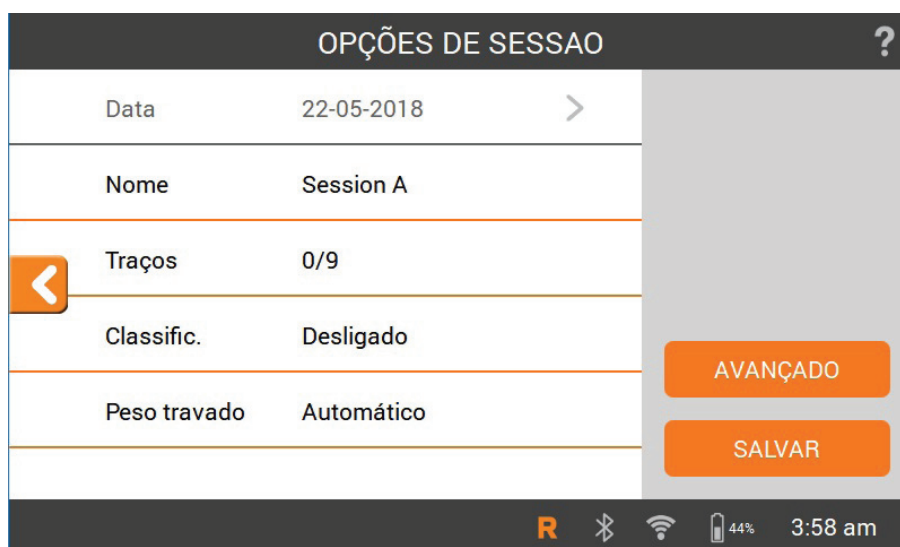 OPÇÕES DE SESSAO ?
Data 22-05-2018
Nome Session A
Traços 0/9
Classific. Desligado
Peso travado Automático
AVANÇADO
SALVAR
R 44% 3:58 am